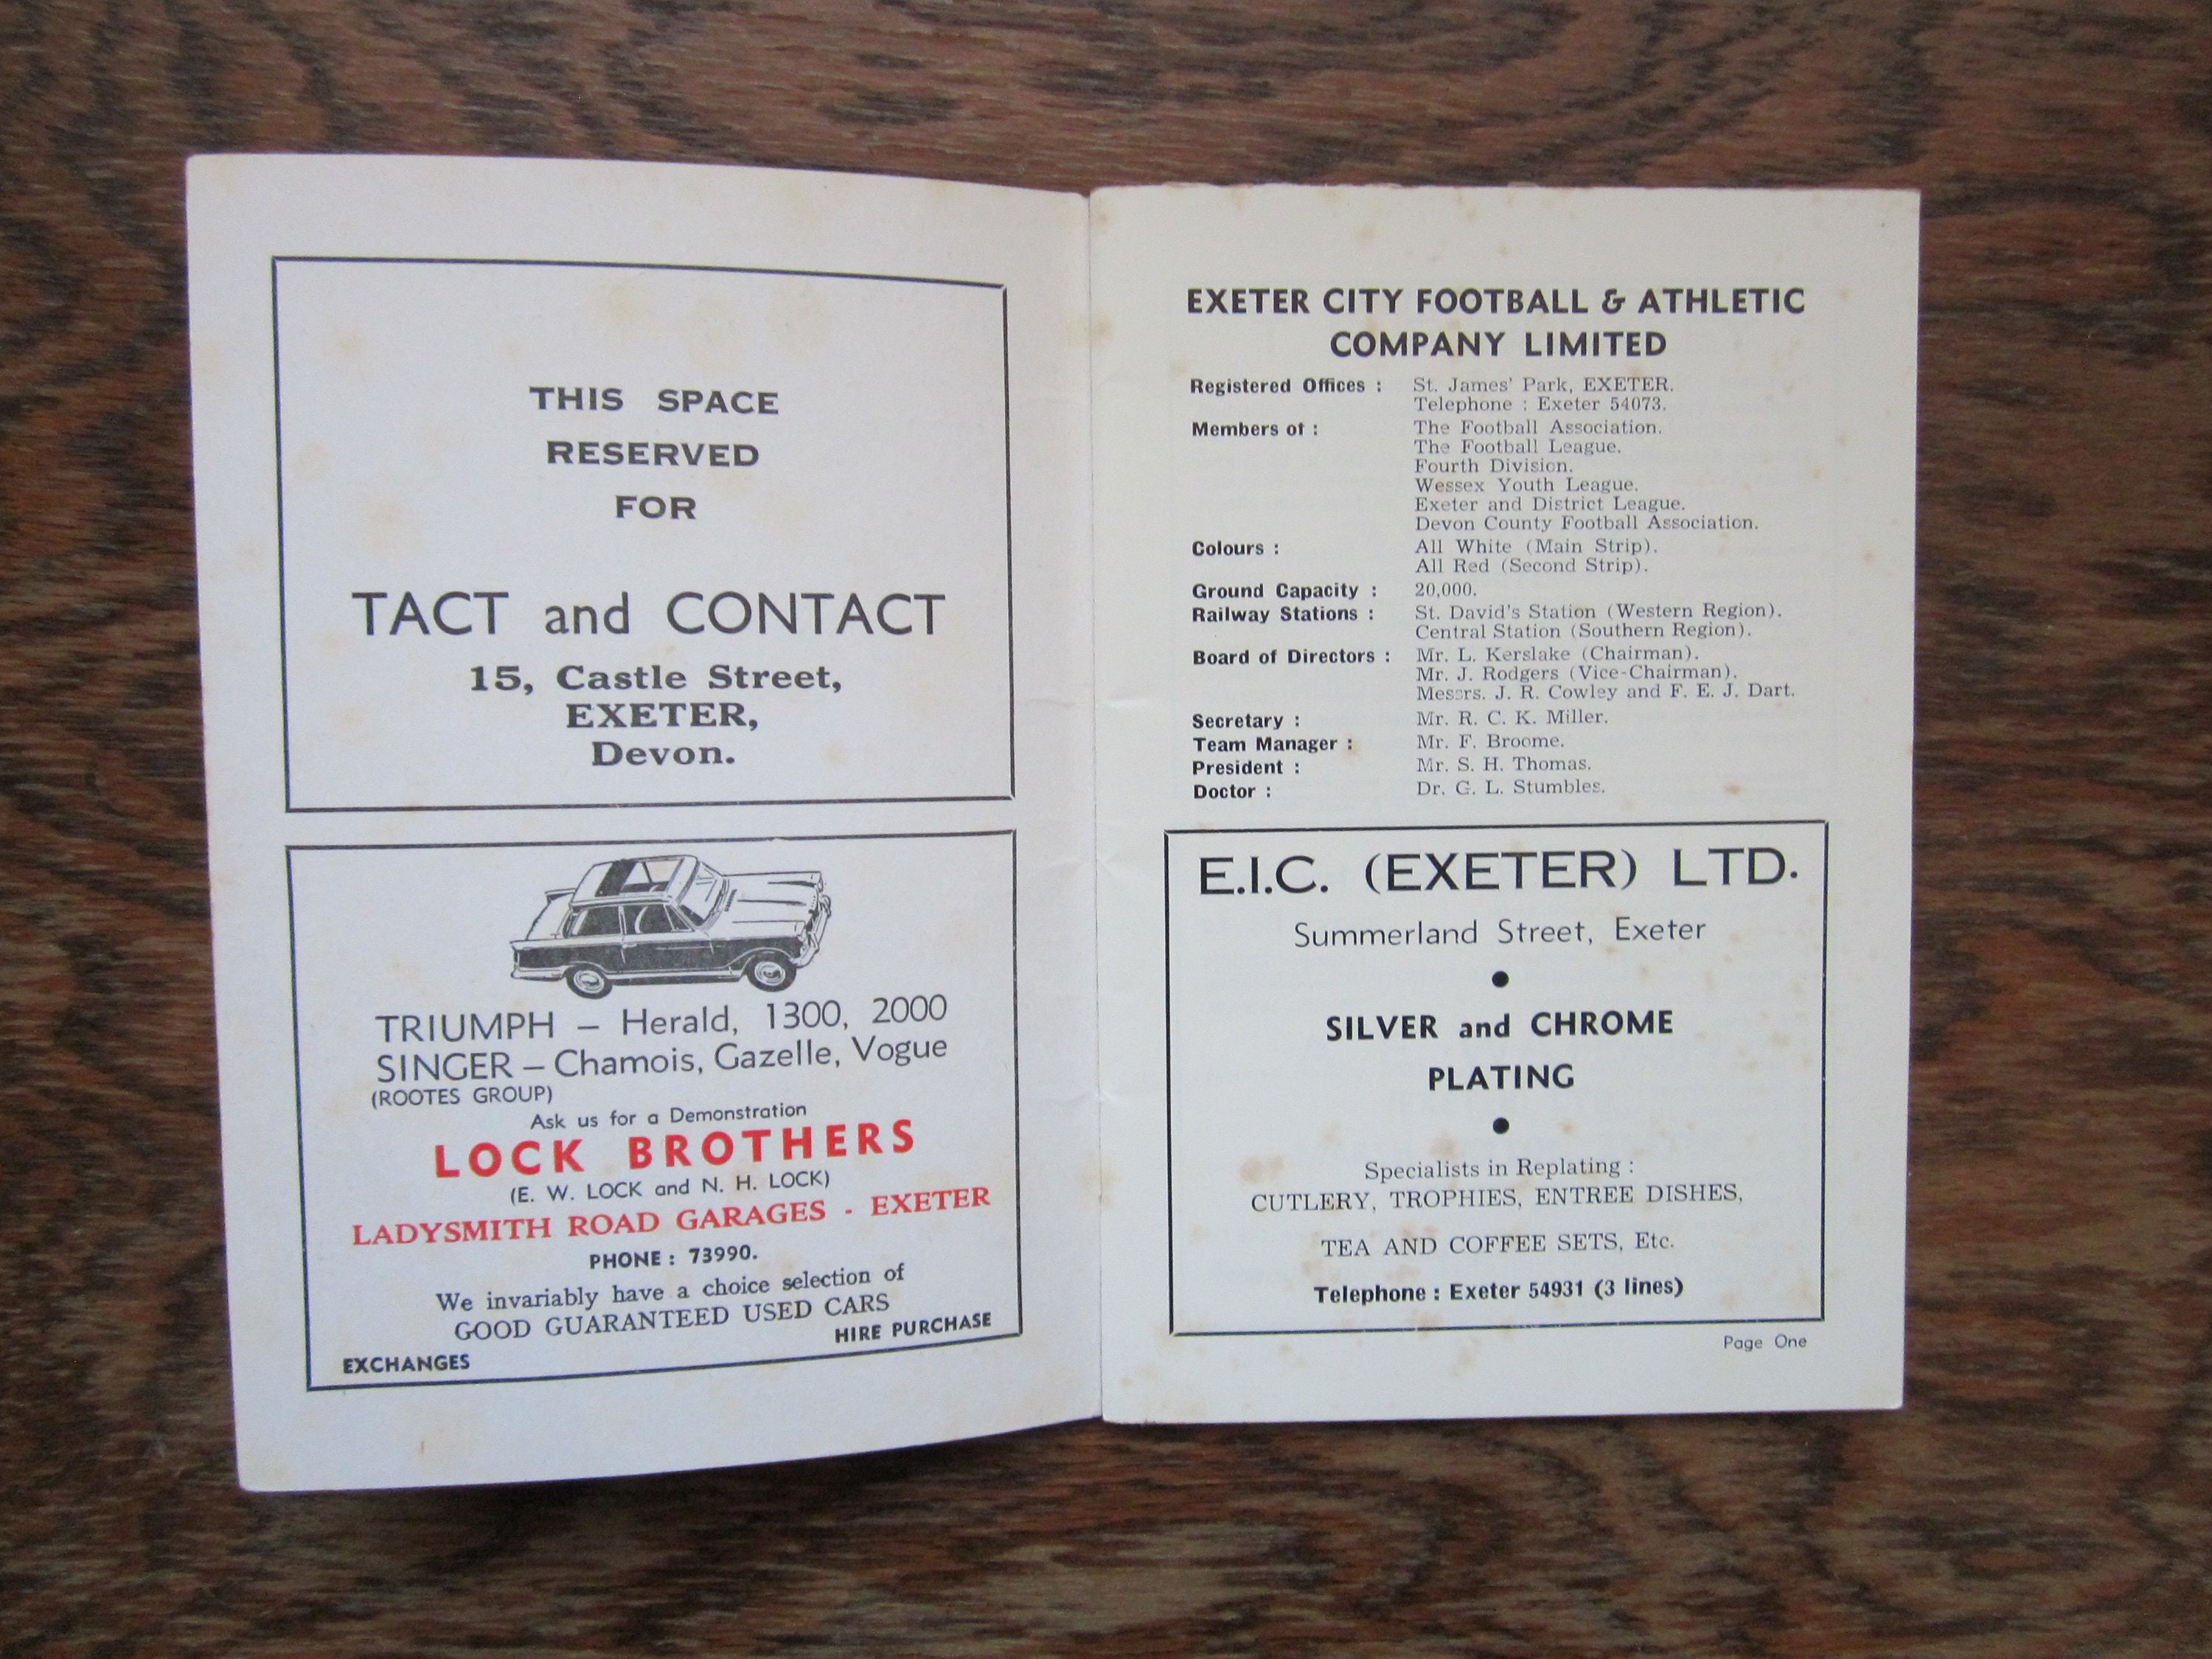 THIS SPACE
RESERVED
FOR
TACT and CONTACT
15, Castle Street,
EXETER,
Devon.
TRIUMPH – Herald, 1300, 2000
SINGER – Chamois, Gazelle, Vogue
(ROOTES GROUP)
Ask us for a Demonstration
LOCK BROTHERS
(E. W. LOCK and N. H. LOCK)
LADYSMITH ROAD GARAGES - EXETER
PHONE : 73990.
We invariably have a choice selection of
GOOD GUARANTEED USED CARS
EXCHANGES HIRE PURCHASE
EXETER CITY FOOTBALL & ATHLETIC
COMPANY LIMITED
Registered Offices : St. James' Park, EXETER.
Telephone : Exeter 54073.
Members of : The Football Association.
The Football League.
Fourth Division.
Wessex Youth League.
Exeter and District League.
Devon County Football Association.
Colours : All White (Main Strip).
All Red (Second Strip).
Ground Capacity : 20,000.
Railway Stations : St. David's Station (Western Region).
Central Station (Southern Region).
Board of Directors : Mr. L. Kerslake (Chairman).
Mr. J. Rodgers (Vice-Chairman).
Messrs. J. R. Cowley and F. E. J. Dart.
Secretary : Mr. R. C. K. Miller.
Team Manager : Mr. F. Broome.
President : Mr. S. H. Thomas.
Doctor : Dr. G. L. Stumbles.
E.I.C. (EXETER) LTD.
Summerland Street, Exeter
SILVER and CHROME
PLATING
Specialists in Replating :
CUTLERY, TROPHIES, ENTREE DISHES,
TEA AND COFFEE SETS, Etc.
Telephone : Exeter 54931 (3 lines)
Page One